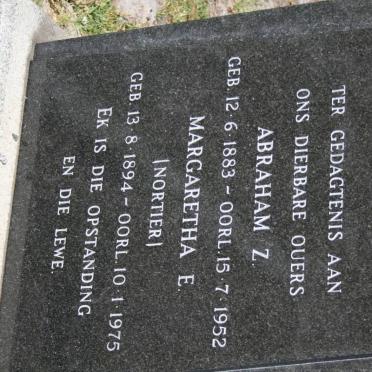 TER GEDAGTENIS AAN
ONS DIERBARE OUERS
ABRAHAM Z.
GEB. 12·6·1883 – OORL. 15·7·1952
MARGARETHA E.
(NORTIER)
GEB. 13·8·1894 – OORL. 10·1·1975
EK IS DIE OPSTANDING
EN DIE LEWE.